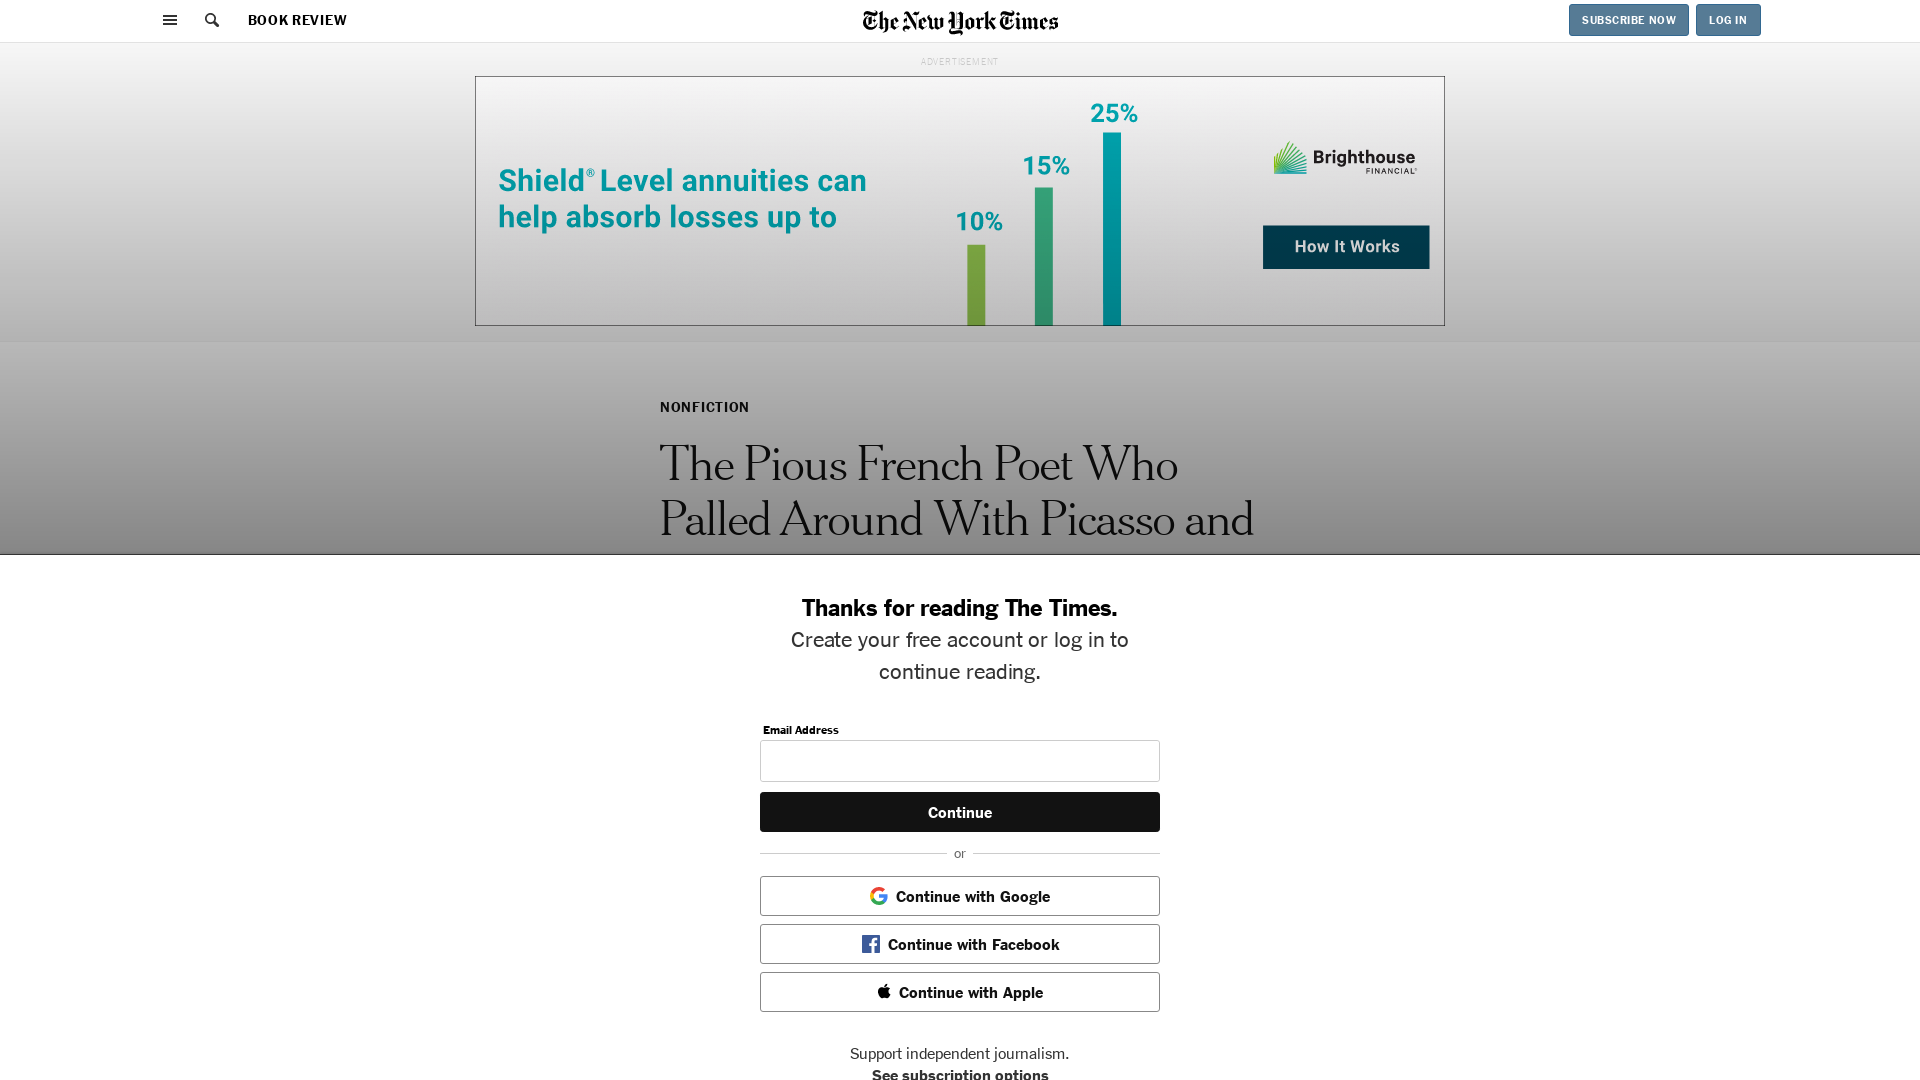 BOOK REVIEW
The New York Times
SUBSCRIBE NOW
LOG IN
ADVERTISEMENT
Shield® Level annuities can
help absorb losses up to
10%
15%
25%
Brighthouse
FINANCIAL®
How It Works
NONFICTION
The Pious French Poet Who
Palled Around With Picasso and
Thanks for reading The Times.
Create your free account or log in to
continue reading.
Email Address
Continue
or
Continue with Google
Continue with Facebook
Continue with Apple
Support independent journalism.
See subscription options